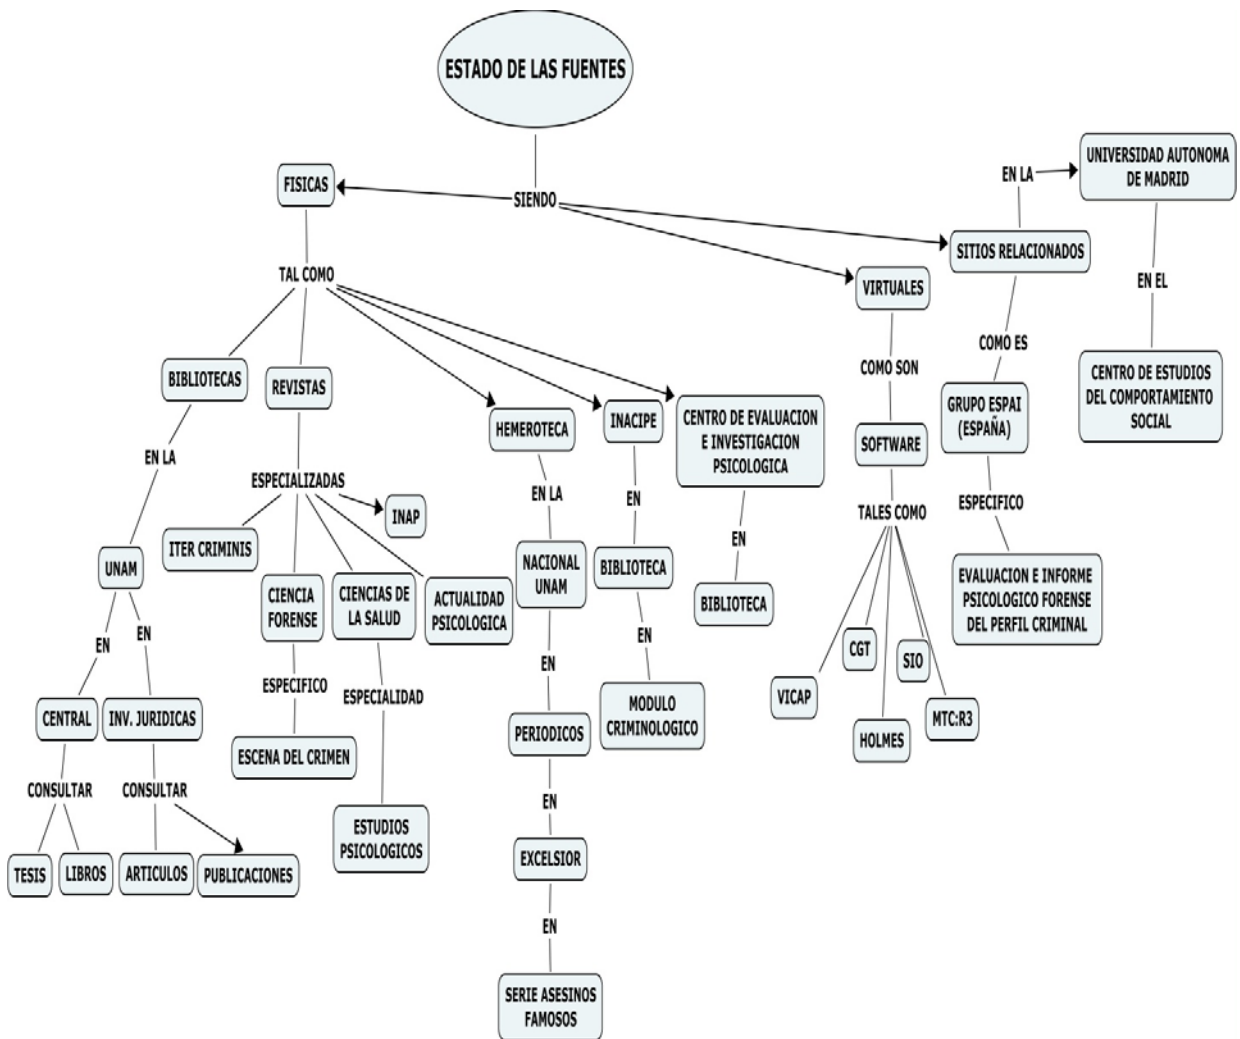 ESTADO DE LAS FUENTES
SIENDO
FISICAS
TAL COMO
BIBLIOTECAS
EN LA
UNAM
EN
EN
CENTRAL
INV. JURIDICAS
CONSULTAR
CONSULTAR
TESIS
LIBROS
ARTICULOS
PUBLICACIONES
REVISTAS
ESPECIALIZADAS
ITER CRIMINIS
CIENCIA
FORENSE
ESPECIFICO
ESCENA DEL CRIMEN
CIENCIAS DE
LA SALUD
ESPECIALIDAD
ESTUDIOS
PSICOLOGICOS
ACTUALIDAD
PSICOLOGICA
INAP
HEMEROTECA
EN LA
NACIONAL
UNAM
EN
PERIODICOS
EN
EXCELSIOR
EN
SERIE ASESINOS
FAMOSOS
INACIPE
EN
BIBLIOTECA
EN
MODULO
CRIMINOLOGICO
CENTRO DE EVALUACION
E INVESTIGACION
PSICOLOGICA
EN
BIBLIOTECA
VIRTUALES
COMO SON
SOFTWARE
TALES COMO
VICAP
CGT
HOLMES
SIO
MTC:R3
SITIOS RELACIONADOS
COMO ES
GRUPO ESPAI
(ESPAÑA)
ESPECIFICO
EVALUACION E INFORME
PSICOLOGICO FORENSE
DEL PERFIL CRIMINAL
EN LA
UNIVERSIDAD AUTONOMA
DE MADRID
EN EL
CENTRO DE ESTUDIOS
DEL COMPORTAMIENTO
SOCIAL